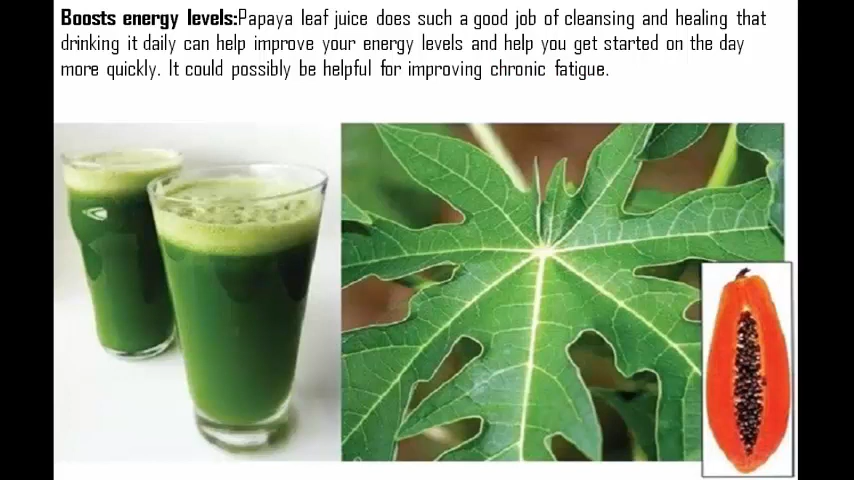 Boosts energy levels:Papaya leaf juice does such a good job of cleansing and healing that
drinking it daily can help improve your energy levels and help you get started on the day
more quickly. It could possibly be helpful for improving chronic fatigue.